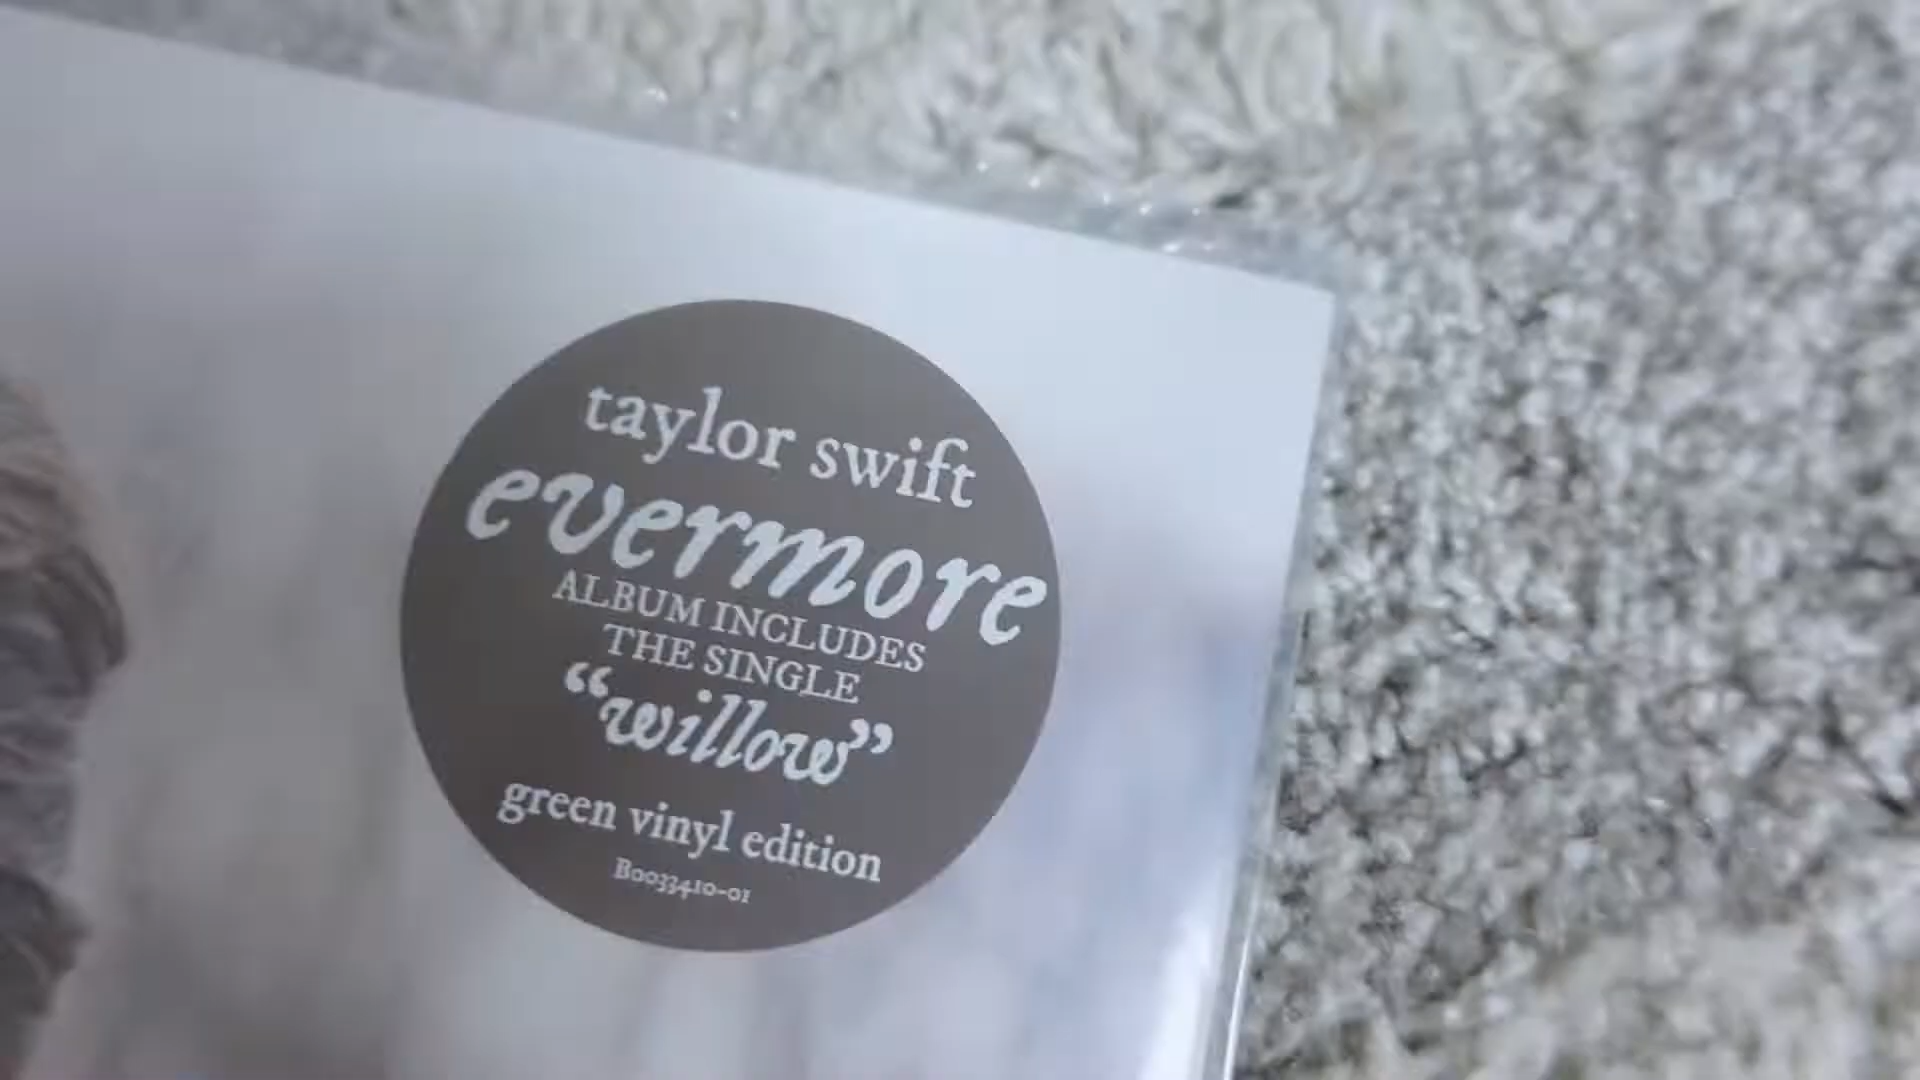 taylor swift
evermore
ALBUM INCLUDES
THE SINGLE
“willow”
green vinyl edition
B0033410-01